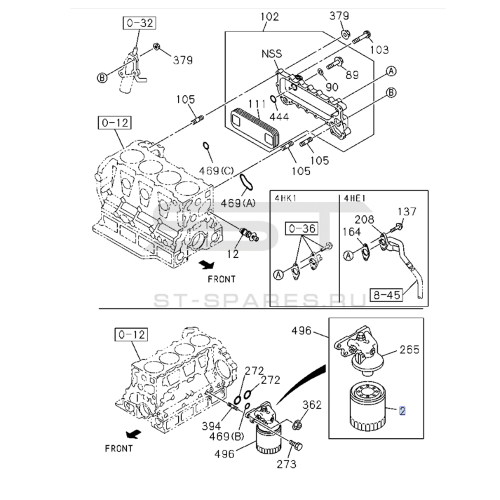 102
379
0-32
379
B
NSS
103
89
90
A
B
111
444
105
0-12
105
105
469(C)
469(A)
12
FRONT
4HK1
4HE1
0-36
A
208
137
164
A
8-45
ST-SPARES.RU
0-12
496
265
272
272
362
394
469(B)
496
273
FRONT